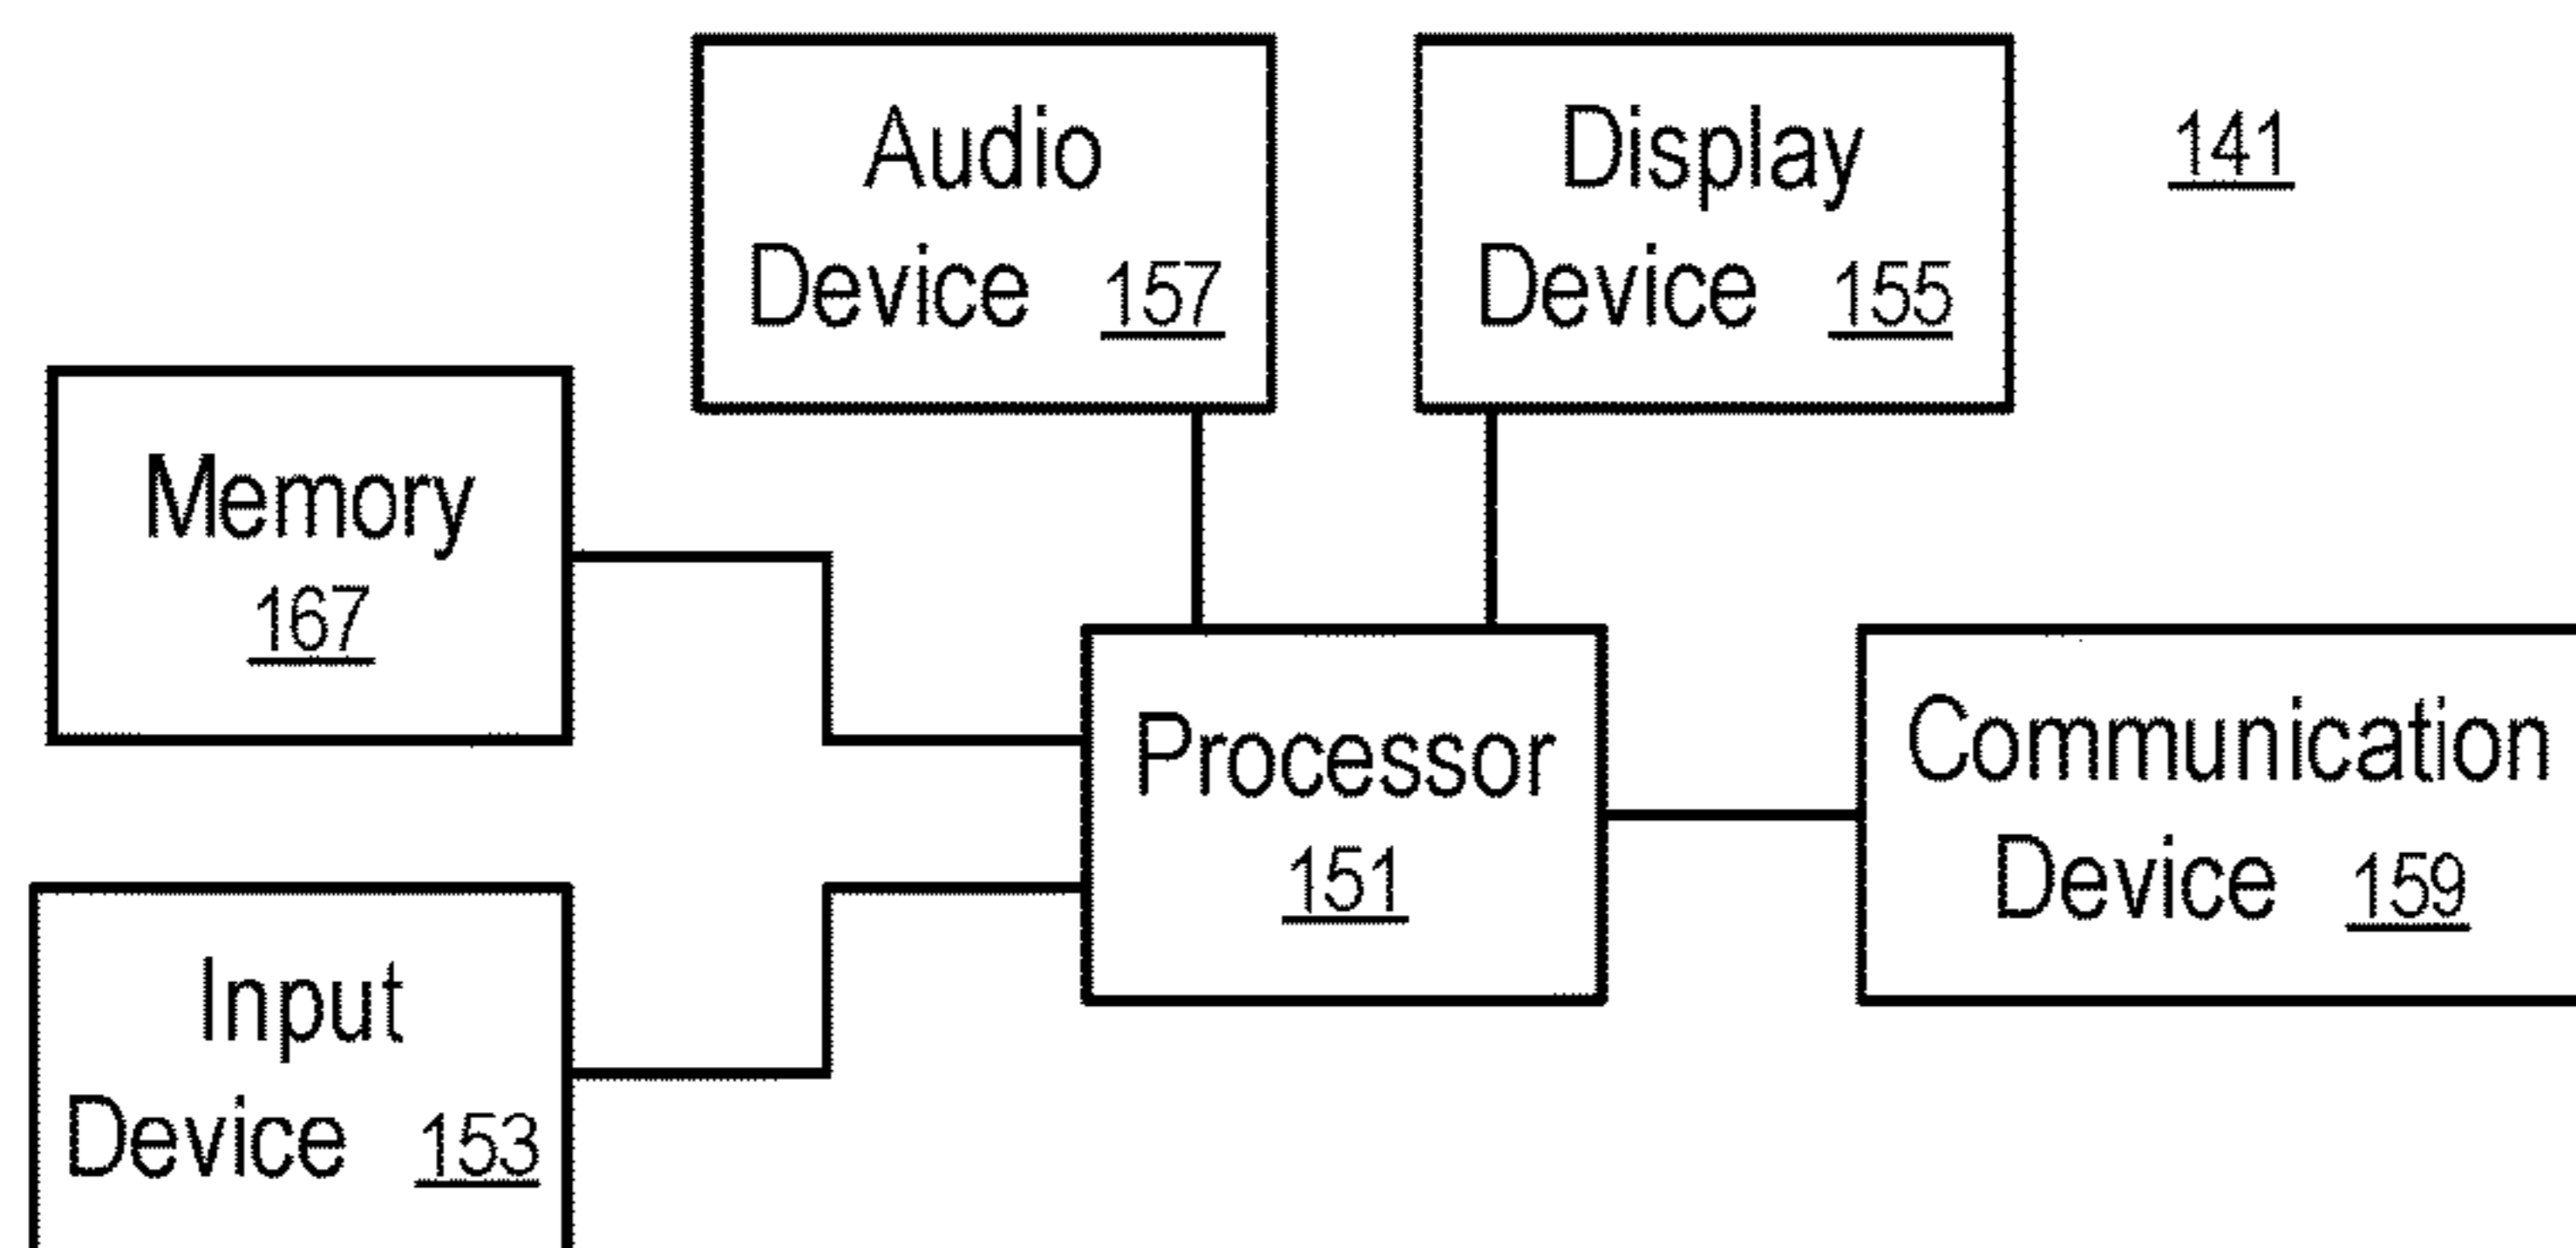 Audio
Device 157
Display
Device 155
141
Memory
167
Processor
151
Communication
Device 159
Input
Device 153